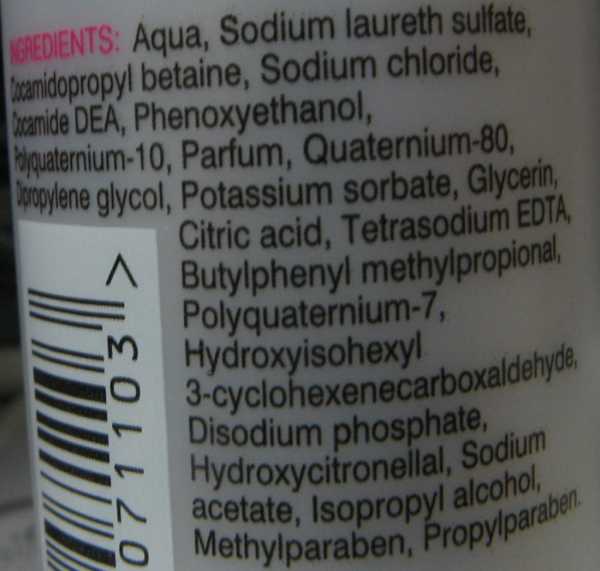 INGREDIENTS: Aqua, Sodium laureth sulfate,
Cocamidopropyl betaine, Sodium chloride,
Cocamide DEA, Phenoxyethanol,
Polyquaternium-10, Parfum, Quaternium-80,
Dipropylene glycol, Potassium sorbate, Glycerin,
Citric acid, Tetrasodium EDTA,
Butylphenyl methylpropional,
Polyquaternium-7,
Hydroxyisohexyl
3-cyclohexenecarboxaldehyde,
Disodium phosphate,
Hydroxycitronellal, Sodium
acetate, Isopropyl alcohol,
Methylparaben, Propylparaben.
071103 >